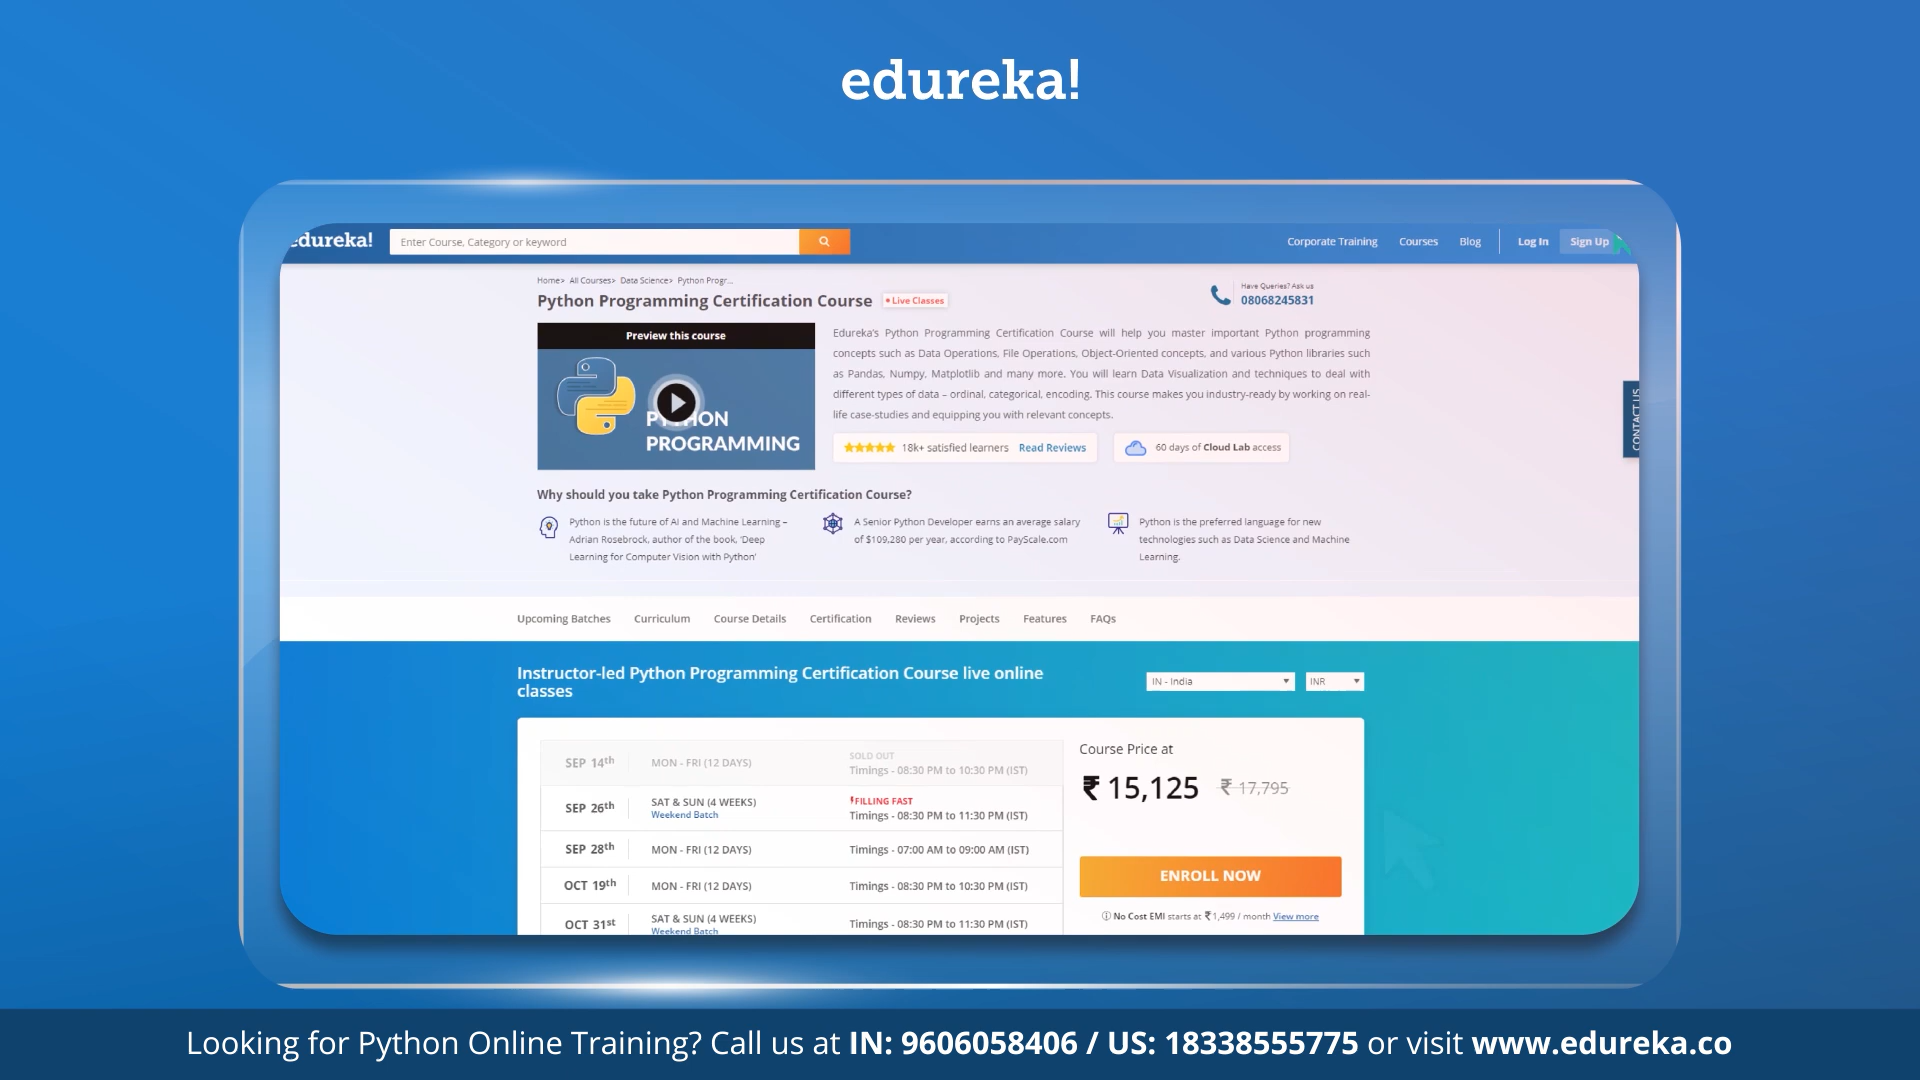 edureka!
edureka!
Enter Course, Category or keyword
Corporate Training
Courses
Blog
Log In
Sign Up
Home> All Courses> Data Science> Python Progr...
Python Programming Certification Course
• Live Classes
Have Queries? Ask us
08068245831
Preview this course
PYTHON
PROGRAMMING
Edureka's Python Programming Certification Course will help you master important Python programming
concepts such as Data Operations, File Operations, Object-Oriented concepts, and various Python libraries such
as Pandas, Numpy, Matplotlib and many more. You will learn Data Visualization and techniques to deal with
different types of data – ordinal, categorical, encoding. This course makes you industry-ready by working on real-
life case-studies and equipping you with relevant concepts.
18k+ satisfied learners Read Reviews
60 days of Cloud Lab access
CONTACT US
Why should you take Python Programming Certification Course?
Python is the future of AI and Machine Learning –
Adrian Rosebrock, author of the book, 'Deep
Learning for Computer Vision with Python'
A Senior Python Developer earns an average salary
of $109,280 per year, according to PayScale.com
Python is the preferred language for new
technologies such as Data Science and Machine
Learning.
Upcoming Batches
Curriculum
Course Details
Certification
Reviews
Projects
Features
FAQs
Instructor-led Python Programming Certification Course live online
classes
IN - India
INR
SEP 14th
MON - FRI (12 DAYS)
SOLD OUT
Timings - 08:30 PM to 10:30 PM (IST)
SEP 26th
SAT & SUN (4 WEEKS)
Weekend Batch
FILLING FAST
Timings - 08:30 PM to 11:30 PM (IST)
SEP 28th
MON - FRI (12 DAYS)
Timings - 07:00 AM to 09:00 AM (IST)
OCT 19th
MON - FRI (12 DAYS)
Timings - 08:30 PM to 10:30 PM (IST)
OCT 31st
SAT & SUN (4 WEEKS)
Weekend Batch
Timings - 08:30 PM to 11:30 PM (IST)
Course Price at
₹ 15,125 ₹ 17,795
ENROLL NOW
No Cost EMI starts at ₹ 1,499 / month View more
Looking for Python Online Training? Call us at IN: 9606058406 / US: 18338555775 or visit www.edureka.co